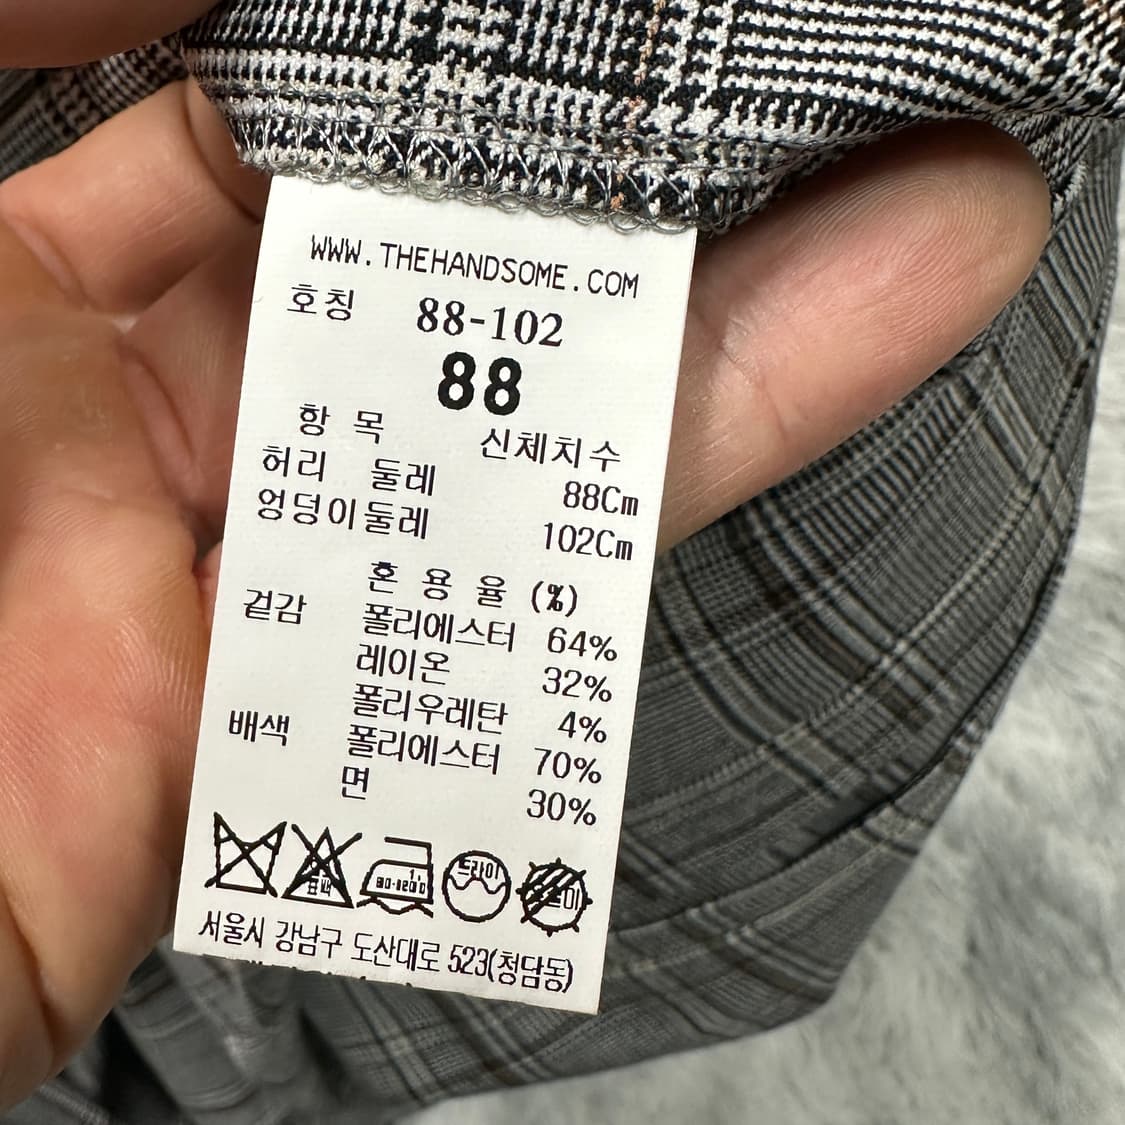 WWW.THEHANDSOME.COM
호칭 88-102
88
항 목 신체치수
허리 둘레 88Cm
엉덩이둘레 102Cm
혼 용 율 (%)
겉감 폴리에스터 64%
레이온 32%
폴리우레탄 4%
배색 폴리에스터 70%
면 30%
표백 드라이
서울시 강남구 도산대로 523(청담동)